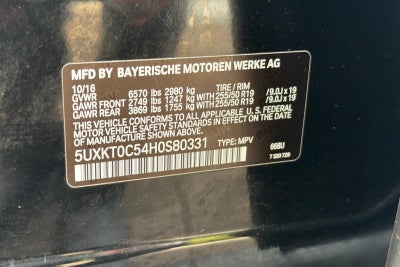 MFD BY BAYERISCHE MOTOREN WERKE AG
10/16 TIRE / RIM
GVWR 6570 lbs 2980 kg
GAWR FRONT 2749 lbs 1247 kg 255/50 R19 /9.0J x 19
GAWR REAR 3869 lbs 1755 kg 255/50 R19 /9.0J x 19
THIS VEHICLE CONFORMS TO ALL APPLICABLE U.S. FEDERAL
MOTOR VEHICLE SAFETY STANDARDS IN EFFECT ON THE DATE
OF MANUFACTURE SHOWN ABOVE.
5UXKT0C54H0S80331 TYPE: MPV 668U